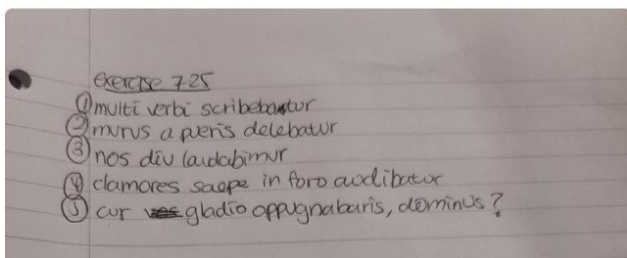 Exercise 7.25
① multi verbi scribebantur
② murus a pueris delebatur
③ nos diu laudabimur
④ clamores saepe in foro audibatur
⑤ cur gladio oppugnabaris, dominus?